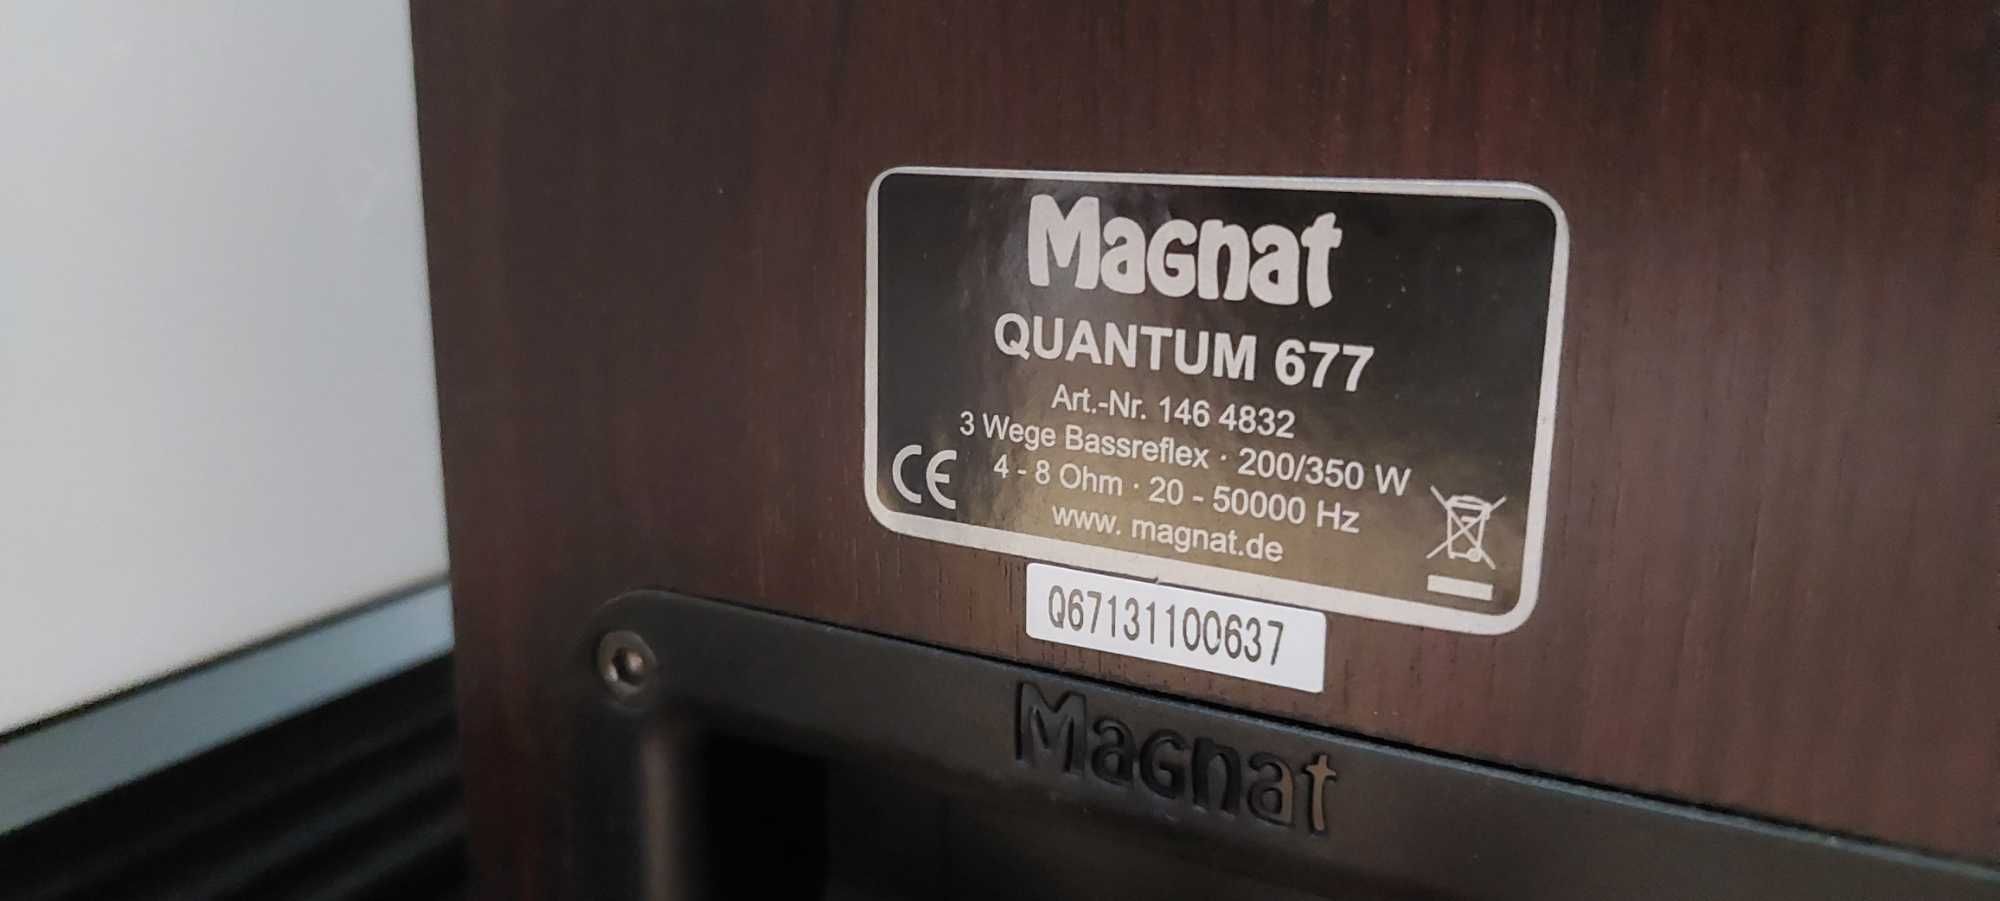 Magnat
QUANTUM 677
Art.-Nr. 146 4832
3 Wege Bassreflex · 200/350 W
4 - 8 Ohm · 20 - 50000 Hz
www. magnat.de
CE
Q67131100637
Magnat